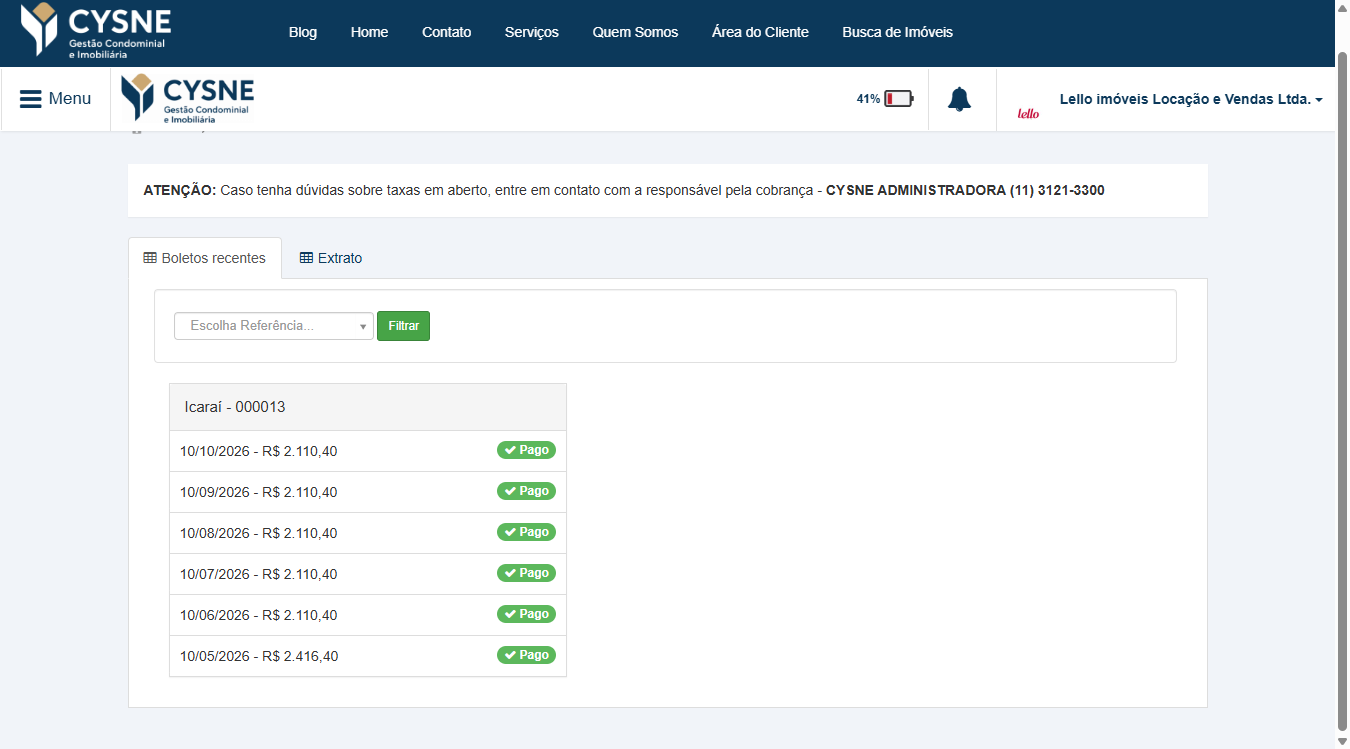 CYSNE
Gestão Condominial
e Imobiliária
Blog Home Contato Serviços Quem Somos Área do Cliente Busca de Imóveis
Menu
CYSNE
Gestão Condominial
e Imobiliária
41%
lello
Lello imóveis Locação e Vendas Ltda.
ATENÇÃO: Caso tenha dúvidas sobre taxas em aberto, entre em contato com a responsável pela cobrança - CYSNE ADMINISTRADORA (11) 3121-3300
Boletos recentes Extrato
Escolha Referência... Filtrar
Icaraí - 000013
10/10/2026 - R$ 2.110,40 Pago
10/09/2026 - R$ 2.110,40 Pago
10/08/2026 - R$ 2.110,40 Pago
10/07/2026 - R$ 2.110,40 Pago
10/06/2026 - R$ 2.110,40 Pago
10/05/2026 - R$ 2.416,40 Pago